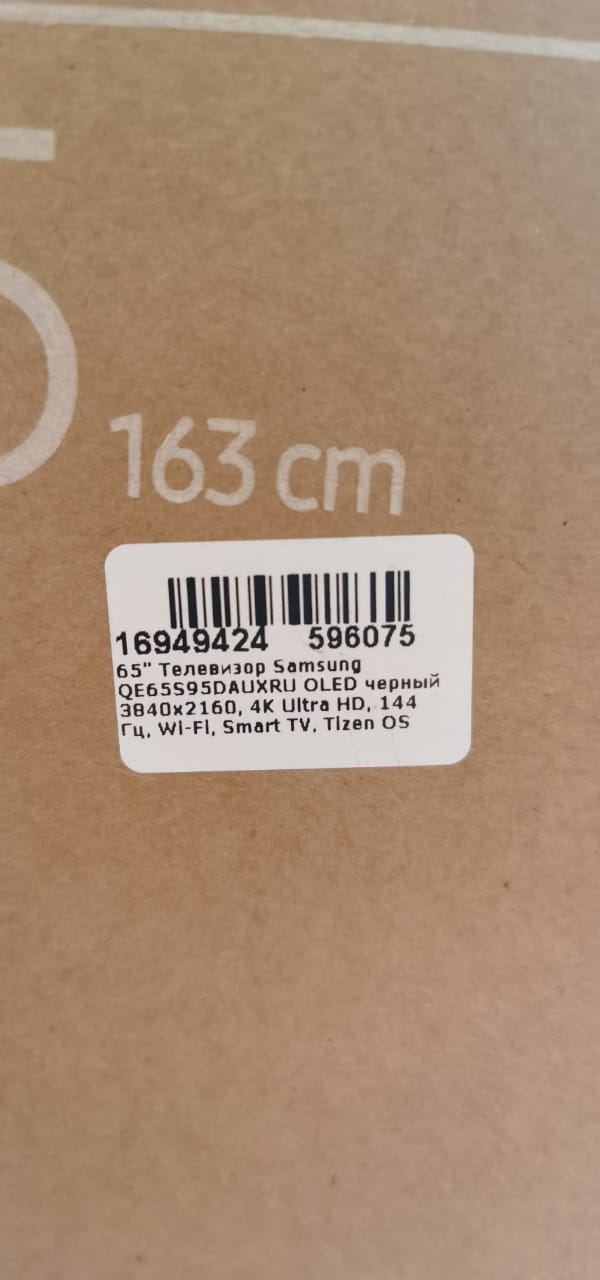 5
163 cm
16949424 596075
65" Телевизор Samsung
QE65S95DAUXRU OLED черный
3840x2160, 4K Ultra HD, 144
Гц, Wi-Fi, Smart TV, Tizen OS